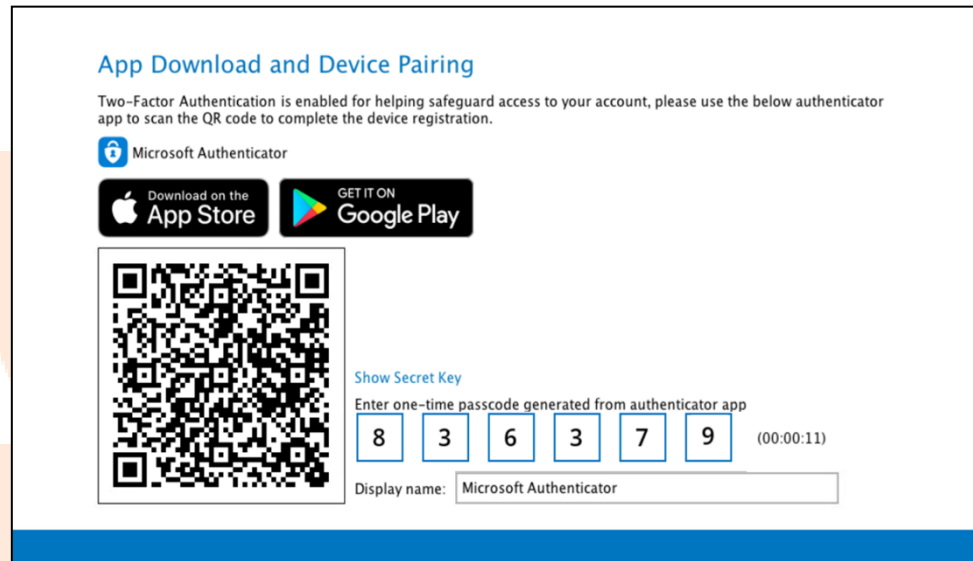 App Download and Device Pairing
Two-Factor Authentication is enabled for helping safeguard access to your account, please use the below authenticator
app to scan the QR code to complete the device registration.
Microsoft Authenticator
Download on the
App Store
GET IT ON
Google Play
Show Secret Key
Enter one-time passcode generated from authenticator app
8 3 6 3 7 9 (00:00:11)
Display name: Microsoft Authenticator